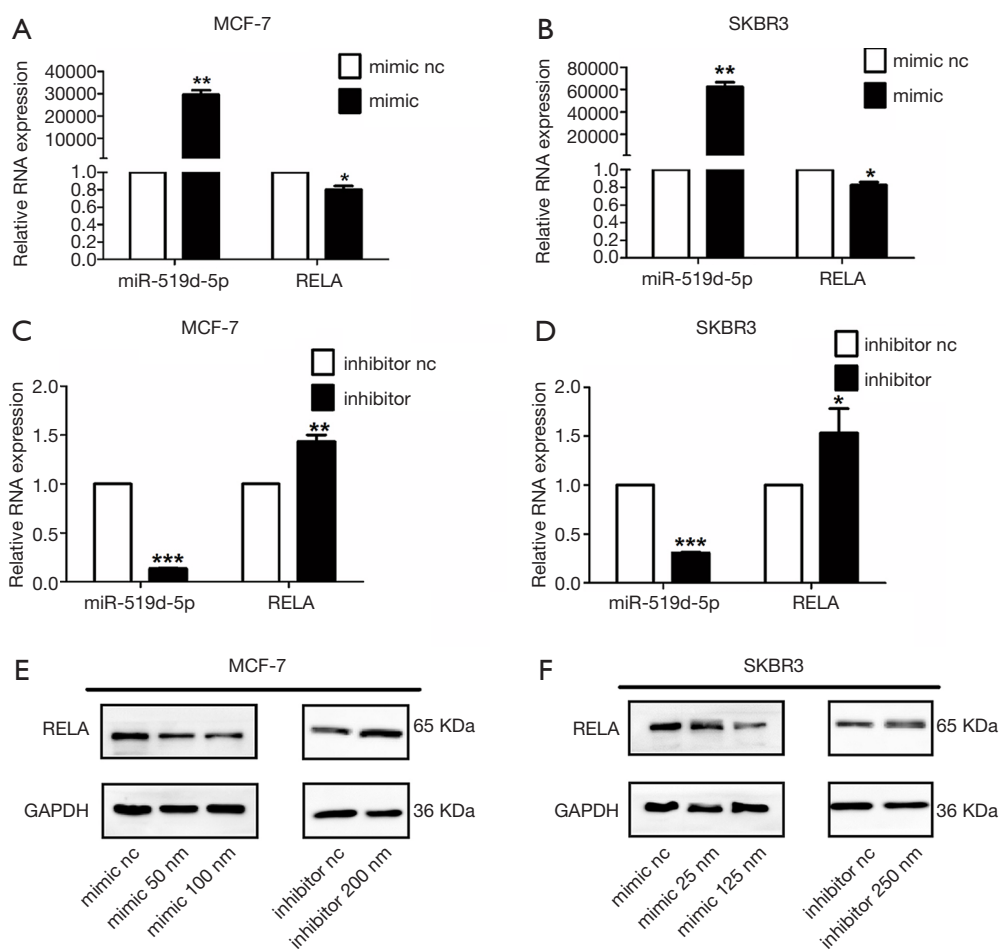 A
MCF-7
mimic nc
mimic
Relative RNA expression
40000
30000
20000
10000
1.0
0.8
0.6
0.4
0.2
0.0
**
*
miR-519d-5p
RELA
B
SKBR3
mimic nc
mimic
Relative RNA expression
80000
60000
40000
20000
1.0
0.8
0.6
0.4
0.2
0.0
**
*
miR-519d-5p
RELA
C
MCF-7
inhibitor nc
inhibitor
Relative RNA expression
2.0
1.5
1.0
0.5
0.0
***
**
miR-519d-5p
RELA
D
SKBR3
inhibitor nc
inhibitor
Relative RNA expression
2.0
1.5
1.0
0.5
0.0
***
*
miR-519d-5p
RELA
E
MCF-7
RELA
65 KDa
GAPDH
36 KDa
mimic nc
mimic 50 nm
mimic 100 nm
inhibitor nc
inhibitor 200 nm
F
SKBR3
RELA
65 KDa
GAPDH
36 KDa
mimic nc
mimic 25 nm
mimic 125 nm
inhibitor nc
inhibitor 250 nm